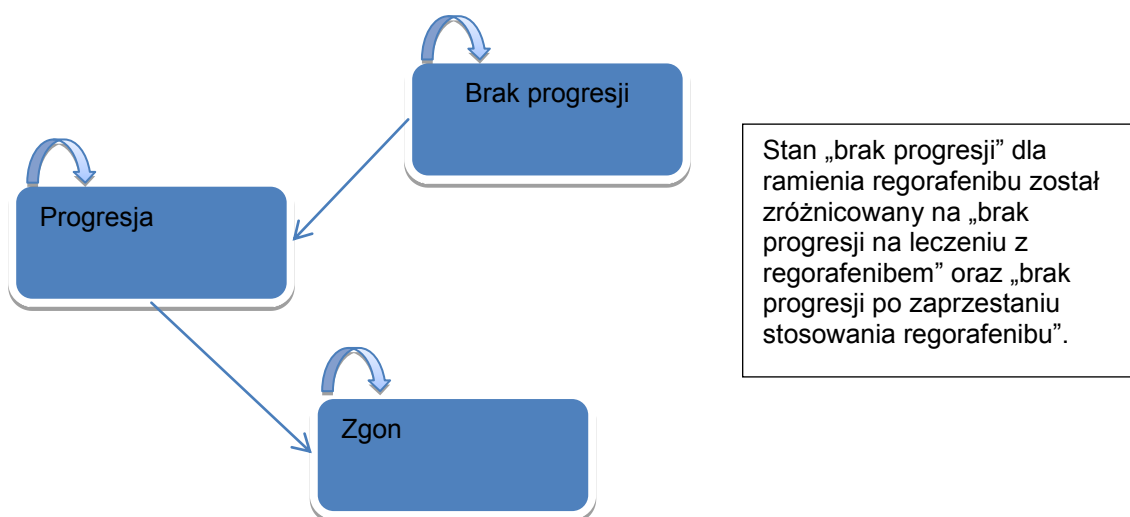 Brak progresji
Progresja
Zgon
Stan „brak progresji” dla
ramienia regorafenibu został
zróżnicowany na „brak
progresji na leczeniu z
regorafenibem” oraz „brak
progresji po zaprzestaniu
stosowania regorafenibu”.